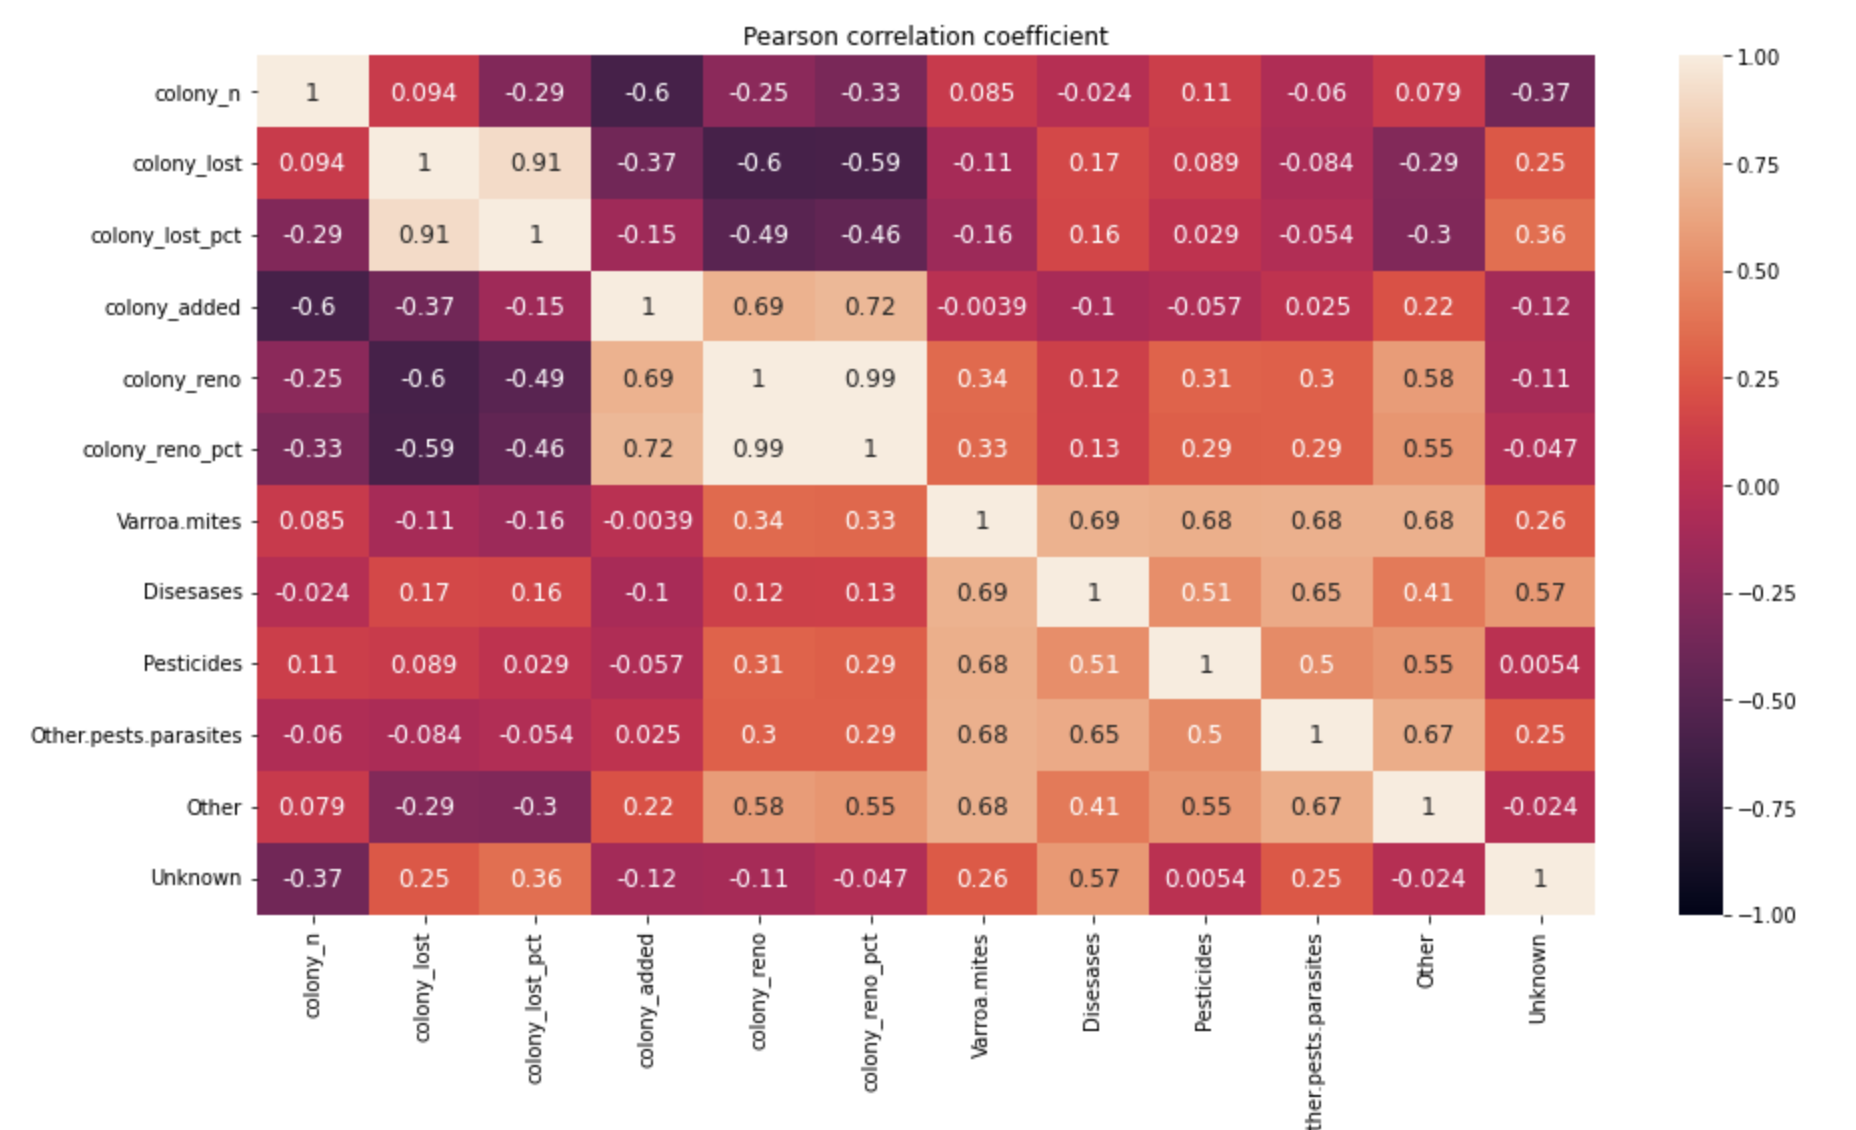 Pearson correlation coefficient
colony_n 1 0.094 -0.29 -0.6 -0.25 -0.33 0.085 -0.024 0.11 -0.06 0.079 -0.37
colony_lost 0.094 1 0.91 -0.37 -0.6 -0.59 -0.11 0.17 0.089 -0.084 -0.29 0.25
colony_lost_pct -0.29 0.91 1 -0.15 -0.49 -0.46 -0.16 0.16 0.029 -0.054 -0.3 0.36
colony_added -0.6 -0.37 -0.15 1 0.69 0.72 -0.0039 -0.1 -0.057 0.025 0.22 -0.12
colony_reno -0.25 -0.6 -0.49 0.69 1 0.99 0.34 0.12 0.31 0.3 0.58 -0.11
colony_reno_pct -0.33 -0.59 -0.46 0.72 0.99 1 0.33 0.13 0.29 0.29 0.55 -0.047
Varroa.mites 0.085 -0.11 -0.16 -0.0039 0.34 0.33 1 0.69 0.68 0.68 0.68 0.26
Disesases -0.024 0.17 0.16 -0.1 0.12 0.13 0.69 1 0.51 0.65 0.41 0.57
Pesticides 0.11 0.089 0.029 -0.057 0.31 0.29 0.68 0.51 1 0.5 0.55 0.0054
Other.pests.parasites -0.06 -0.084 -0.054 0.025 0.3 0.29 0.68 0.65 0.5 1 0.67 0.25
Other 0.079 -0.29 -0.3 0.22 0.58 0.55 0.68 0.41 0.55 0.67 1 -0.024
Unknown -0.37 0.25 0.36 -0.12 -0.11 -0.047 0.26 0.57 0.0054 0.25 -0.024 1
colony_n
colony_lost
colony_lost_pct
colony_added
colony_reno
colony_reno_pct
Varroa.mites
Disesases
Pesticides
ther.pests.parasites
Other
Unknown
1.00
0.75
0.50
0.25
0.00
−0.25
−0.50
−0.75
−1.00